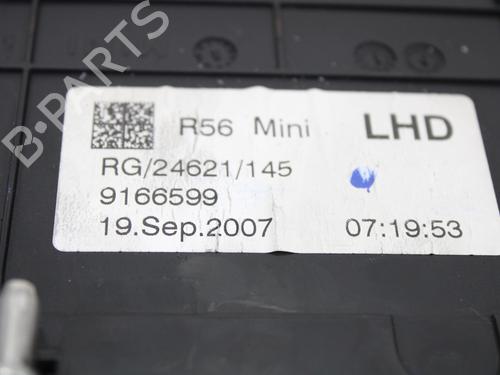 B-PARTS
R56 Mini LHD
RG/24621/145
9166599
19.Sep.2007 07:19:53